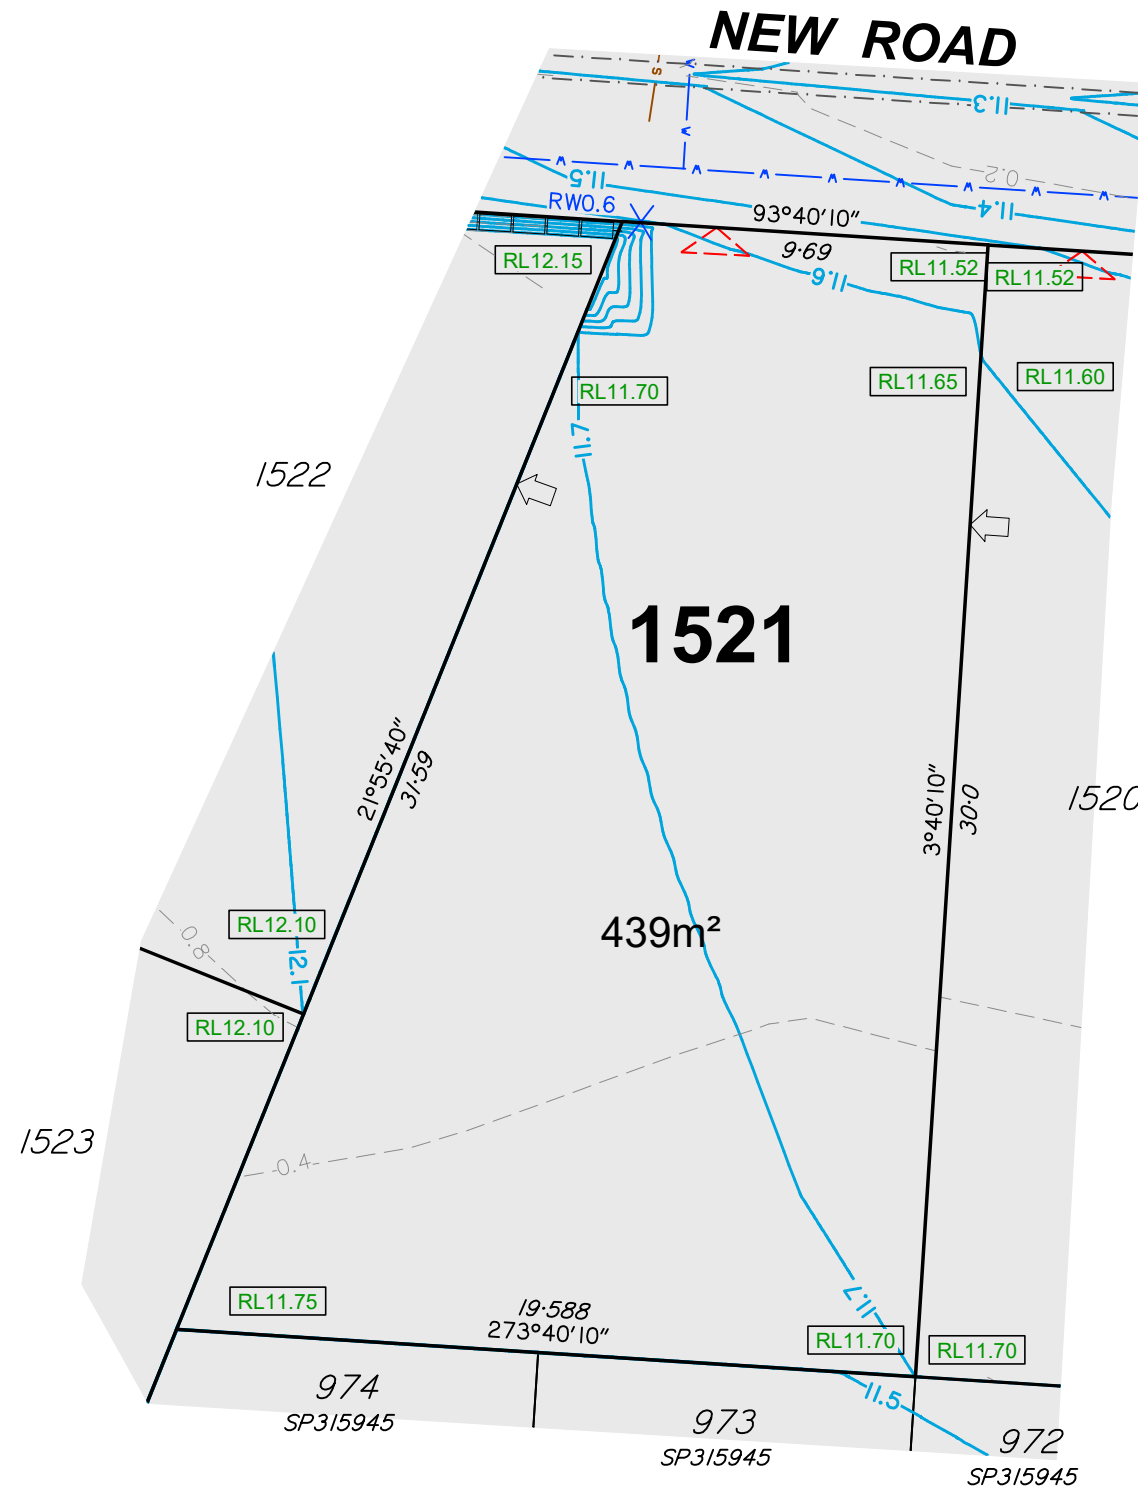 NEW ROAD
S
V
11.3
V
0.2
V V V V V V V V V
11.5
RW0.6
93°40'10"
11.4
9·69
RL12.15
RL11.52
RL11.52
11.6
RL11.70
RL11.65
RL11.60
11.7
1522
1521
21°55'40"
31·59
3°40'10"
30·0
1520
439m²
RL12.10
0.8
12.1
RL12.10
1523
0.4
RL11.75
19·588
273°40'10"
11.7
RL11.70
RL11.70
974
SP315945
11.5
973
SP315945
972
SP315945